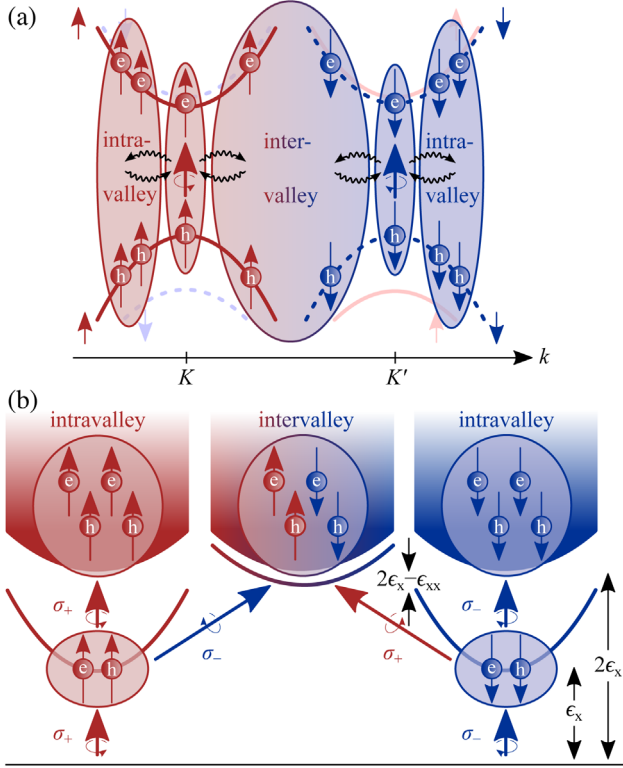 (a)
e e e e e e e
intra- inter- intra-
valley valley valley
h h h h h h h h
K K′ k
(b)
intravalley intervalley intravalley
e e e e e e
h h h h h h
2ϵx−ϵxx
σ+ σ−
σ− σ+
e h e h
2ϵx
ϵx
σ+ σ−